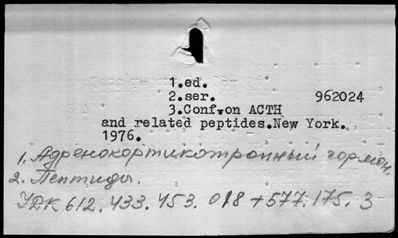 1.ed.
2.ser. 962024
3.Conf.on ACTH
and related peptides.New York.
1976.
1. Адренокортикотропный гормон.
2. Пептиды.
УДК 612.433.453.018+577.175.3